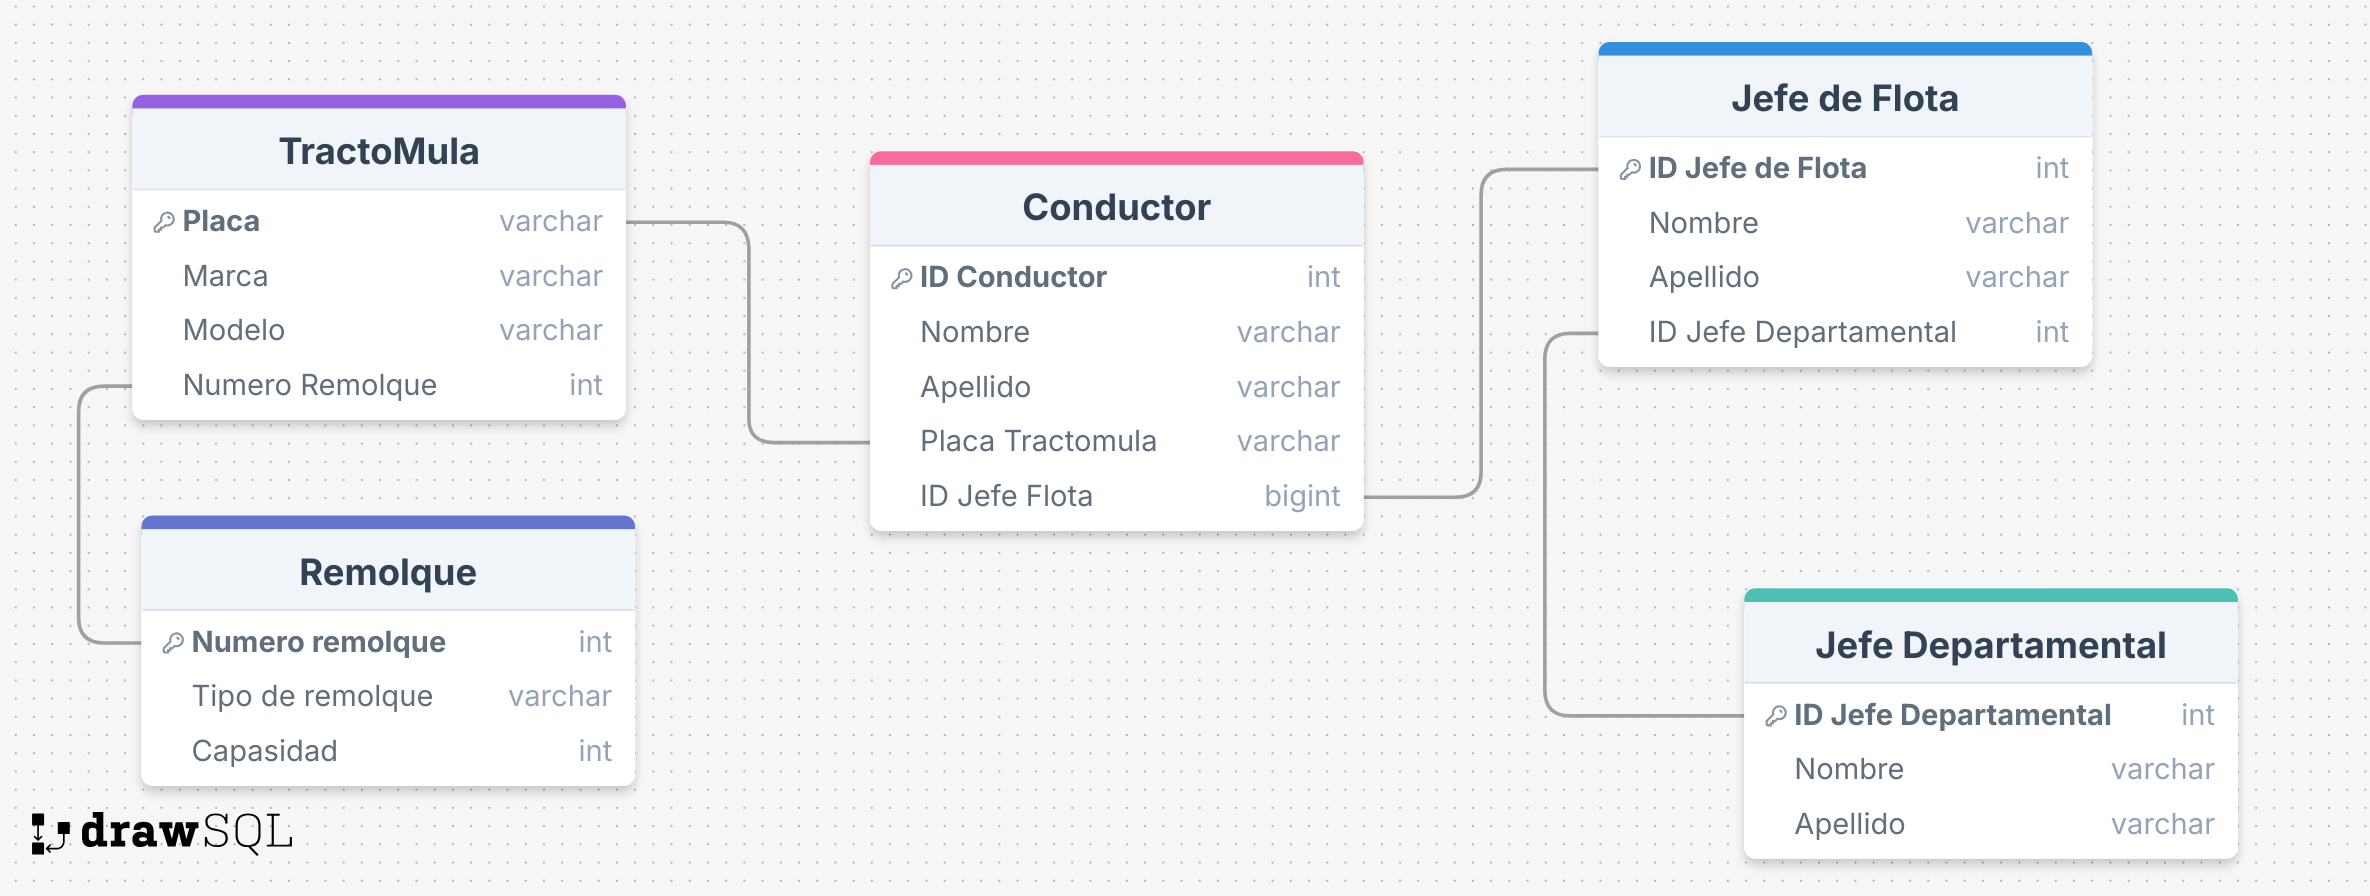 TractoMula
Placa varchar
Marca varchar
Modelo varchar
Numero Remolque int
Remolque
Numero remolque int
Tipo de remolque varchar
Capasidad int
Conductor
ID Conductor int
Nombre varchar
Apellido varchar
Placa Tractomula varchar
ID Jefe Flota bigint
Jefe de Flota
ID Jefe de Flota int
Nombre varchar
Apellido varchar
ID Jefe Departamental int
Jefe Departamental
ID Jefe Departamental int
Nombre varchar
Apellido varchar
drawSQL